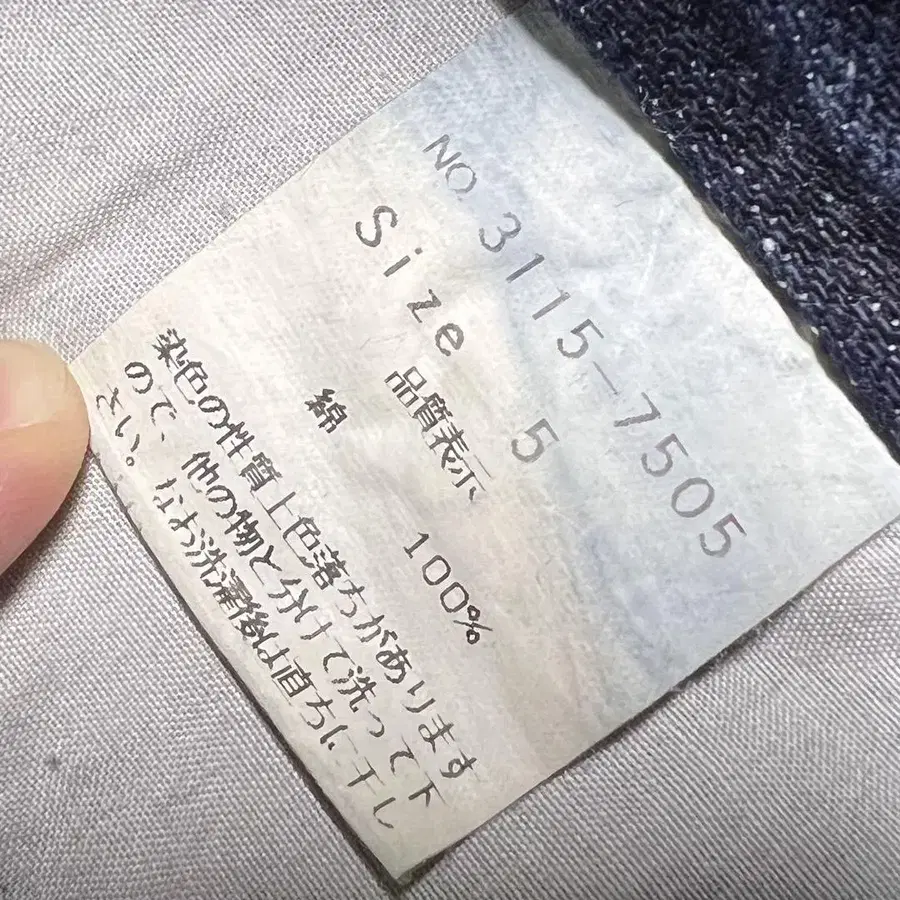 NO. 3115-7505
Size 5
品質表示
綿 100%
染色の性質上色落ちがあります
ので、他の物と分けて洗って下
さい。なお洗濯後は直ちに干し